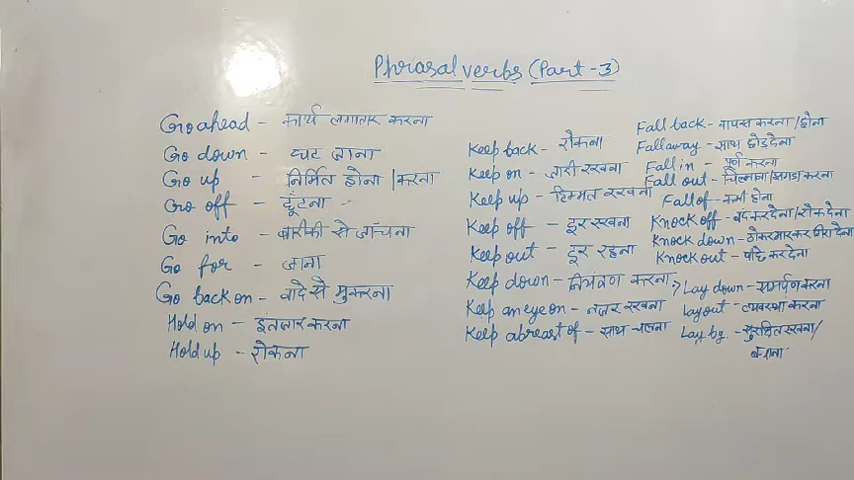 Phrasal verbs (Part -3)
Go ahead - कार्य लगातार करना
Go down - घट जाना
Go up - निर्मित होना /करना
Go off -
Go into - बारीकी से जाँचना
Go for - जाना
Go back on - वादे से मुकरना
Hold on - इंतजार करना
Hold up - रोकना
Keep back - रोकना
Keep on - जारी रखना
Keep up - हिम्मत रखना
Keep off - दूर रखना
Keep out - दूर रहना
Keep down - नियंत्रण करना
Keep an eye on - नजर रखना
Keep abreast of - साथ चलना
Fall back - वापस करना /होना
Fall away - साथ छोड़ देना
Fall in - पूर्ण करना
Fall out - चिल्लाना/झगडा करना
Fall of - कमी होना
Knock off - बंद कर देना/रोक देना
Knock down - ठोकर मारकर गिरा देना
Knock out - करदेना
Lay down - समर्पण करना
Lay out - व्यवस्था करना
Lay by - सुरक्षित रखना/